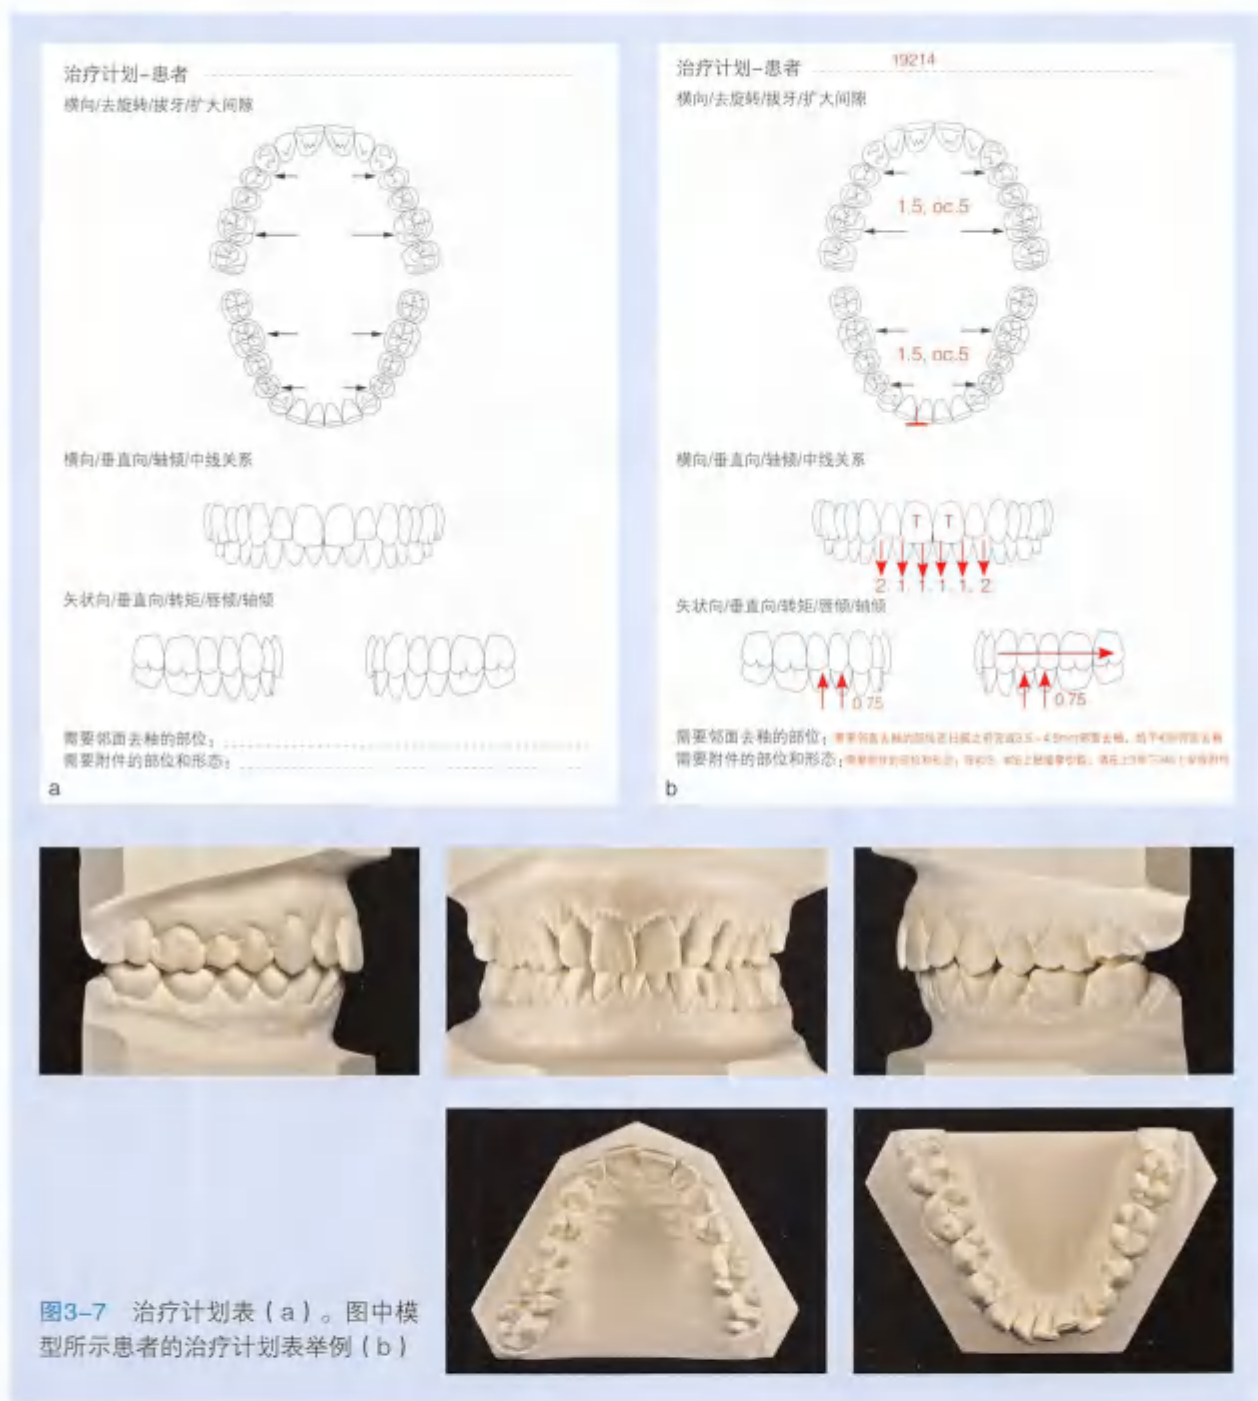 治疗计划-患者
横向/去旋转/拔牙/扩大间隙
横向/垂直向/轴倾/中线关系
矢状向/垂直向/转矩/唇倾/轴倾
需要邻面去釉的部位：
需要附件的部位和形态：
a
治疗计划-患者 19214
横向/去旋转/拔牙/扩大间隙
1.5, oc.5
1.5, oc.5
横向/垂直向/轴倾/中线关系
T T
2. 1. 1. 1. 1. 2
矢状向/垂直向/转矩/唇倾/轴倾
0.75 0.75
需要邻面去釉的部位：
需要附件的部位和形态：
b
图3-7 治疗计划表（a）。图中模
型所示患者的治疗计划表举例（b）